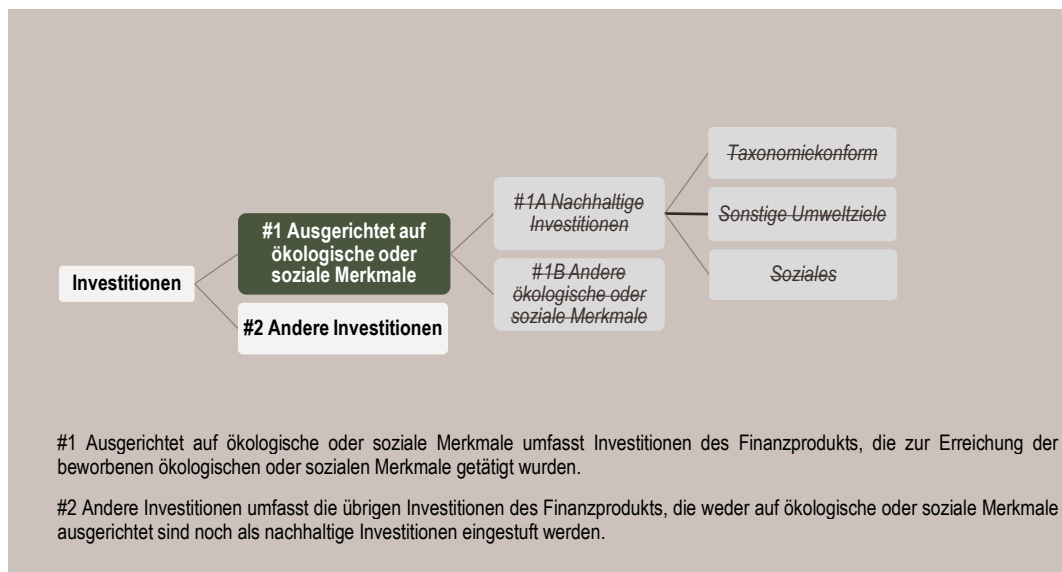 Taxonomiekonform
#1A Nachhaltige
Investitionen
Sonstige Umweltziele
#1 Ausgerichtet auf
ökologische oder
soziale Merkmale
Soziales
#1B Andere
ökologische oder
soziale Merkmale
Investitionen
#2 Andere Investitionen
#1 Ausgerichtet auf ökologische oder soziale Merkmale umfasst Investitionen des Finanzprodukts, die zur Erreichung der
beworbenen ökologischen oder sozialen Merkmale getätigt wurden.
#2 Andere Investitionen umfasst die übrigen Investitionen des Finanzprodukts, die weder auf ökologische oder soziale Merkmale
ausgerichtet sind noch als nachhaltige Investitionen eingestuft werden.